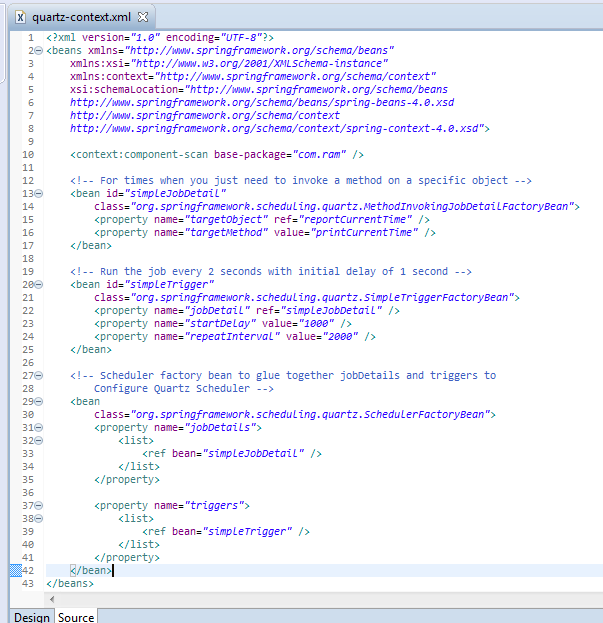 quartz-context.xml
1 <?xml version="1.0" encoding="UTF-8"?>
2 <beans xmlns="http://www.springframework.org/schema/beans"
3 xmlns:xsi="http://www.w3.org/2001/XMLSchema-instance"
4 xmlns:context="http://www.springframework.org/schema/context"
5 xsi:schemaLocation="http://www.springframework.org/schema/beans
6 http://www.springframework.org/schema/beans/spring-beans-4.0.xsd
7 http://www.springframework.org/schema/context
8 http://www.springframework.org/schema/context/spring-context-4.0.xsd">
9
10 <context:component-scan base-package="com.ram" />
11
12 <!-- For times when you just need to invoke a method on a specific object -->
13 <bean id="simpleJobDetail"
14 class="org.springframework.scheduling.quartz.MethodInvokingJobDetailFactoryBean">
15 <property name="targetObject" ref="reportCurrentTime" />
16 <property name="targetMethod" value="printCurrentTime" />
17 </bean>
18
19 <!-- Run the job every 2 seconds with initial delay of 1 second -->
20 <bean id="simpleTrigger"
21 class="org.springframework.scheduling.quartz.SimpleTriggerFactoryBean">
22 <property name="jobDetail" ref="simpleJobDetail" />
23 <property name="startDelay" value="1000" />
24 <property name="repeatInterval" value="2000" />
25 </bean>
26
27 <!-- Scheduler factory bean to glue together jobDetails and triggers to
28 Configure Quartz Scheduler -->
29 <bean
30 class="org.springframework.scheduling.quartz.SchedulerFactoryBean">
31 <property name="jobDetails">
32 <list>
33 <ref bean="simpleJobDetail" />
34 </list>
35 </property>
36
37 <property name="triggers">
38 <list>
39 <ref bean="simpleTrigger" />
40 </list>
41 </property>
42 </bean>
43 </beans>
Design Source